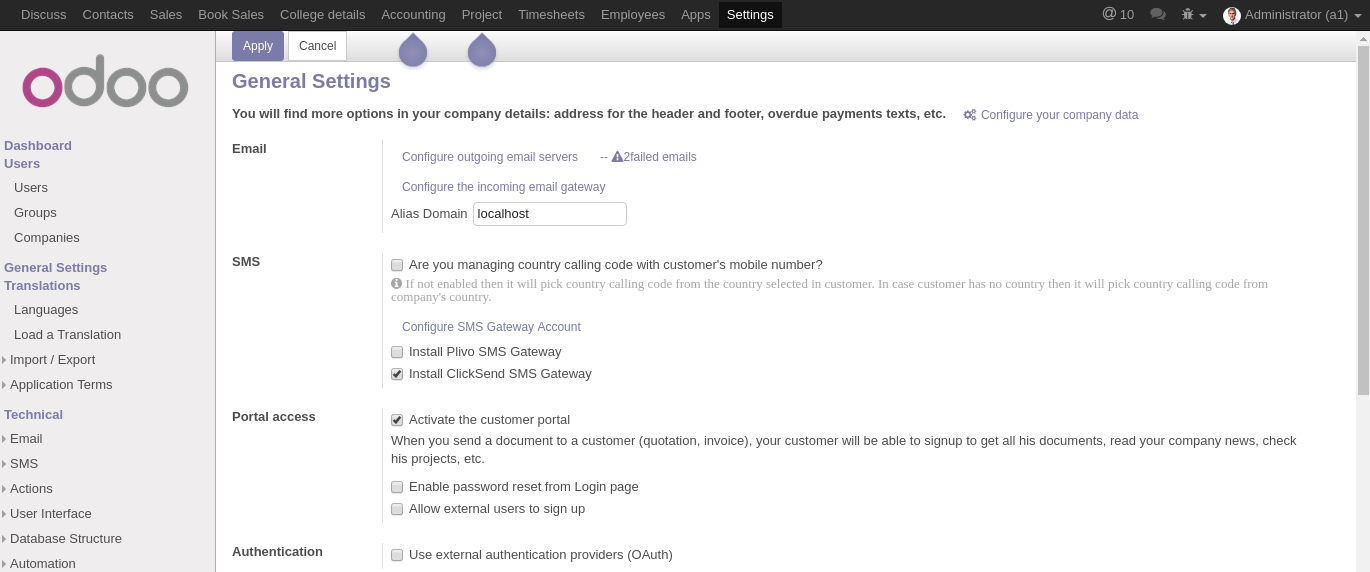 Discuss Contacts Sales Book Sales College details Accounting Project Timesheets Employees Apps Settings @ 10 Administrator (a1)
odoo
Apply Cancel
General Settings
You will find more options in your company details: address for the header and footer, overdue payments texts, etc. Configure your company data
Dashboard
Users
Users
Groups
Companies
General Settings
Translations
Languages
Load a Translation
Import / Export
Application Terms
Technical
Email
SMS
Actions
User Interface
Database Structure
Automation
Email
Configure outgoing email servers -- 2failed emails
Configure the incoming email gateway
Alias Domain localhost
SMS
Are you managing country calling code with customer's mobile number?
If not enabled then it will pick country calling code from the country selected in customer. In case customer has no country then it will pick country calling code from
company's country.
Configure SMS Gateway Account
Install Plivo SMS Gateway
Install ClickSend SMS Gateway
Portal access
Activate the customer portal
When you send a document to a customer (quotation, invoice), your customer will be able to signup to get all his documents, read your company news, check
his projects, etc.
Enable password reset from Login page
Allow external users to sign up
Authentication
Use external authentication providers (OAuth)